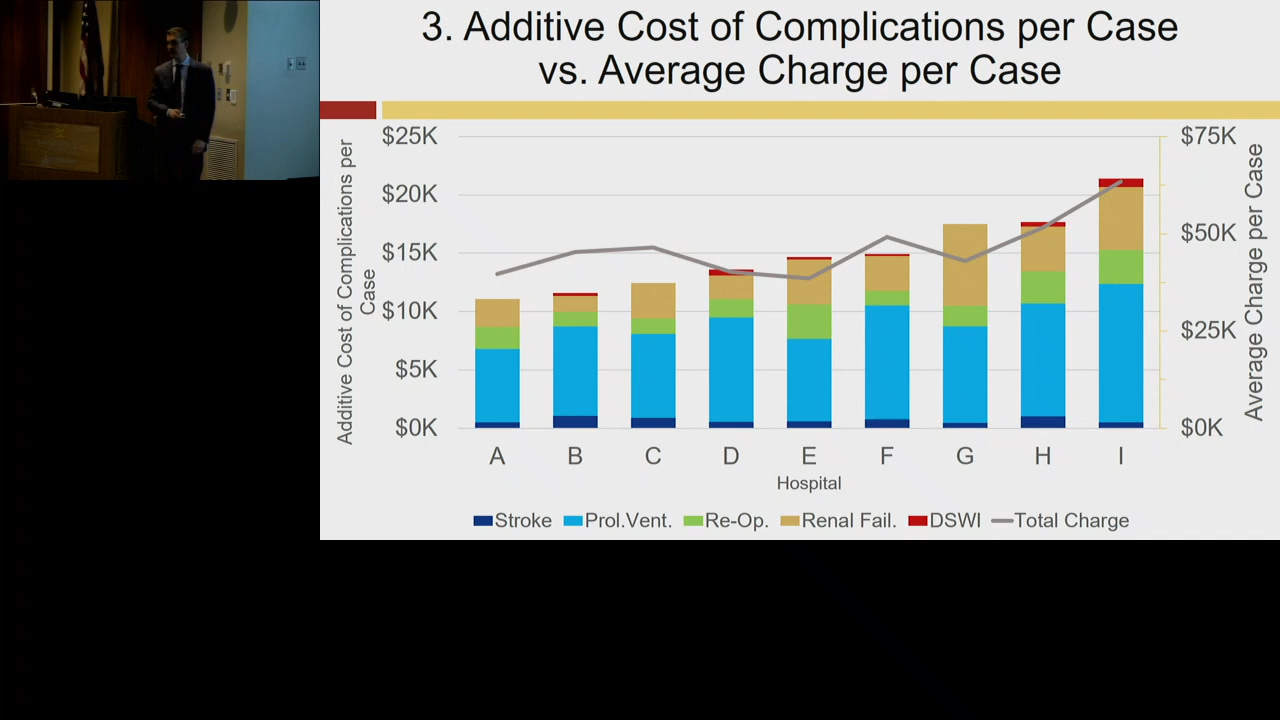 3. Additive Cost of Complications per Case
vs. Average Charge per Case
Additive Cost of Complications per
Case
$25K
$20K
$15K
$10K
$5K
$0K
$75K
$50K
$25K
$0K
Average Charge per Case
A B C D E F G H I
Hospital
Stroke Prol.Vent. Re-Op. Renal Fail. DSWI Total Charge